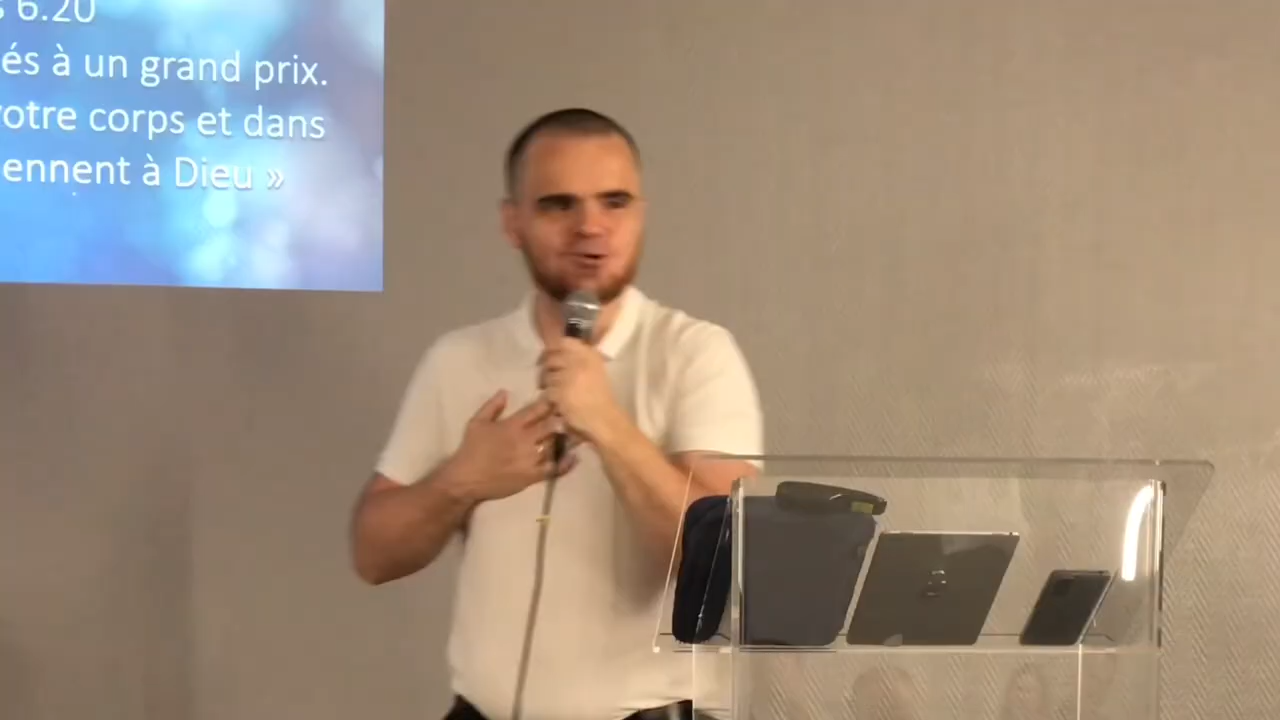 6.20
és à un grand prix.
votre corps et dans
ennent à Dieu »